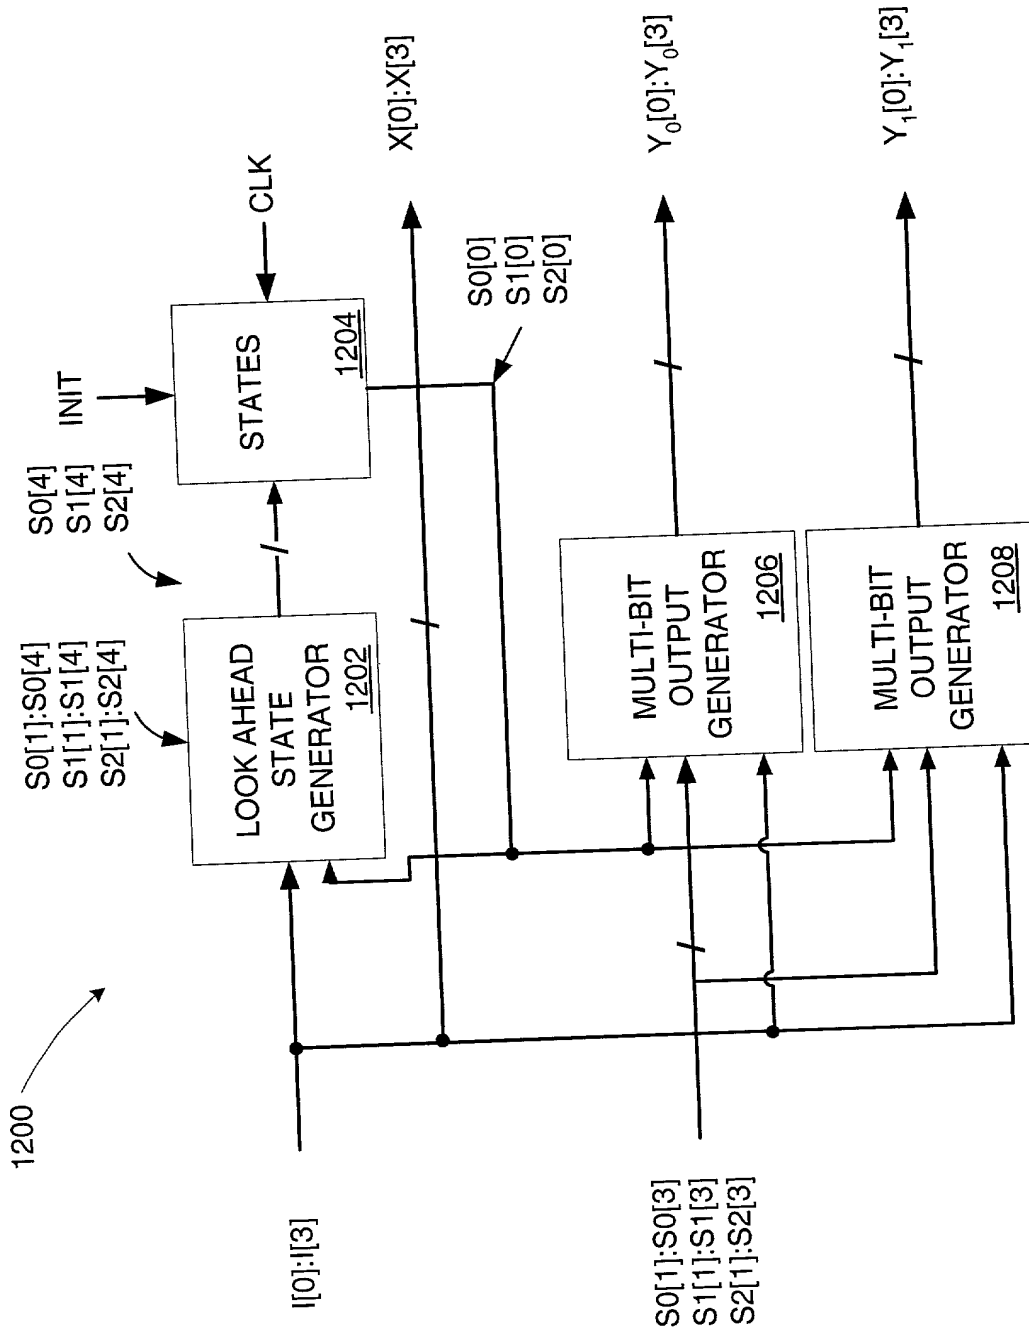 1200
I[0]:I[3]
S0[1]:S0[4]
S1[1]:S1[4]
S2[1]:S2[4]
S0[4]
S1[4]
S2[4]
INIT
LOOK AHEAD
STATE
GENERATOR
1202
STATES
1204
CLK
X[0]:X[3]
S0[0]
S1[0]
S2[0]
S0[1]:S0[3]
S1[1]:S1[3]
S2[1]:S2[3]
MULTI-BIT
OUTPUT
GENERATOR
1206
Y₀[0]:Y₀[3]
MULTI-BIT
OUTPUT
GENERATOR
1208
Y₁[0]:Y₁[3]